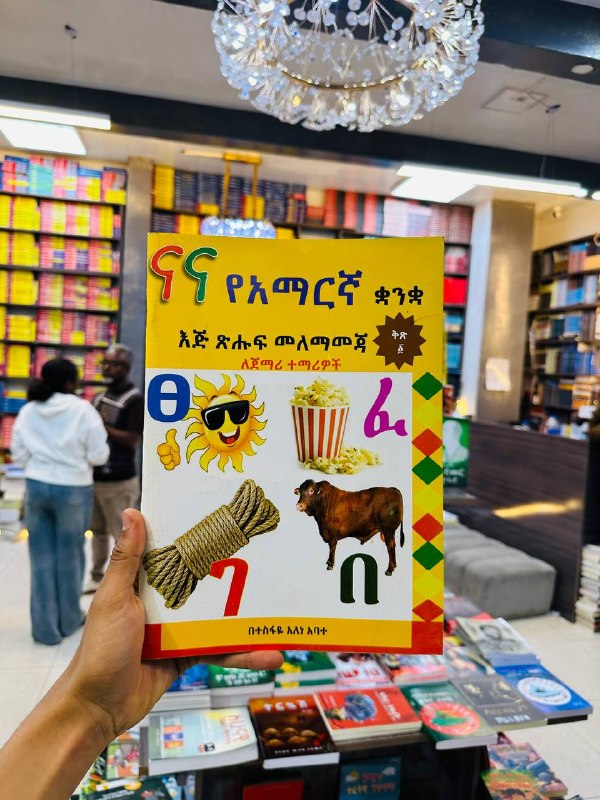 ናና የአማርኛ ቋንቋ
እጅ ጽሑፍ መለማመጃ
ቅጽ
፩
ለጀማሪ ተማሪዎች
ፀ
ፈ
ገ
በ
በተስፋዬ አለነ አባተ